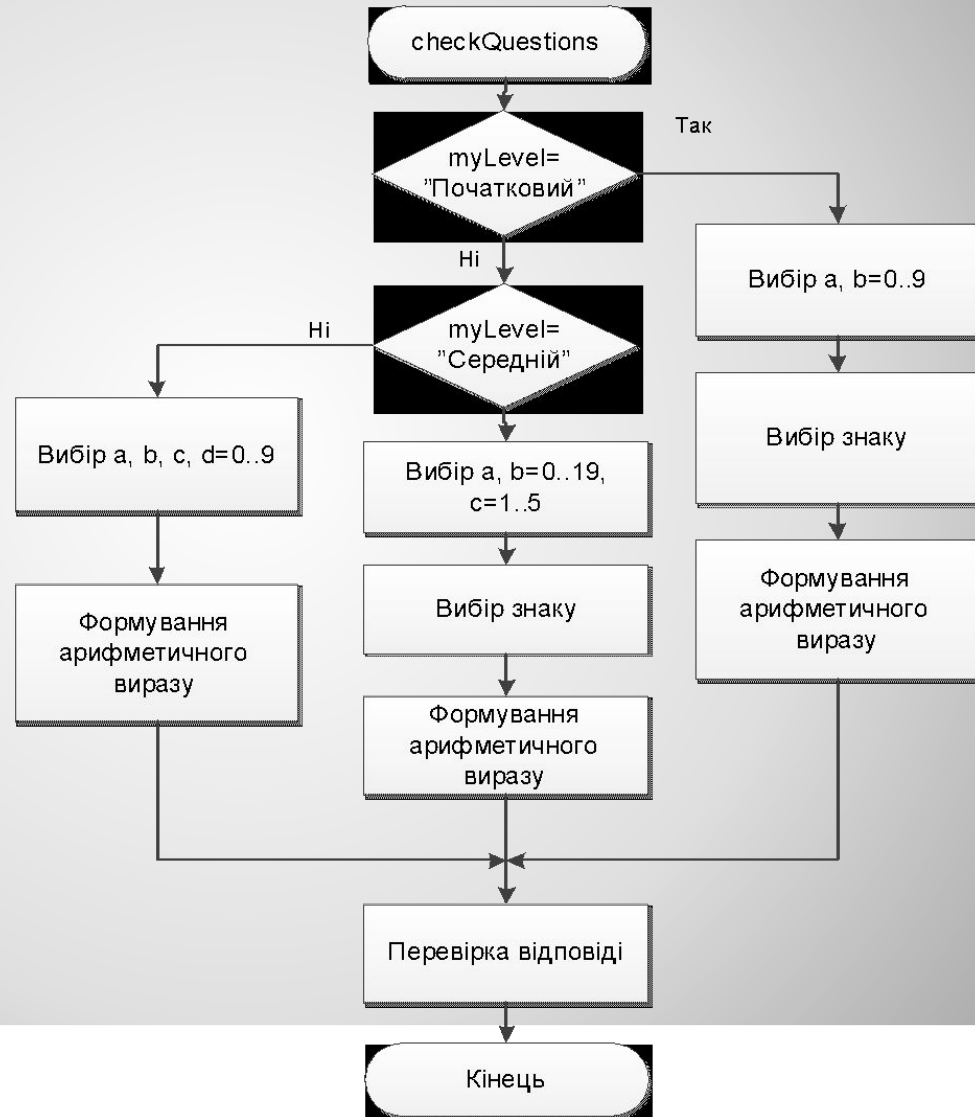 checkQuestions
Так
myLevel=
”Початковий”
Ні
Вибір a, b=0..9
Ні
myLevel=
”Середній”
Вибір знаку
Вибір a, b, c, d=0..9
Вибір a, b=0..19,
c=1..5
Формування
арифметичного
виразу
Вибір знаку
Формування
арифметичного
виразу
Формування
арифметичного
виразу
Перевірка відповіді
Кінець